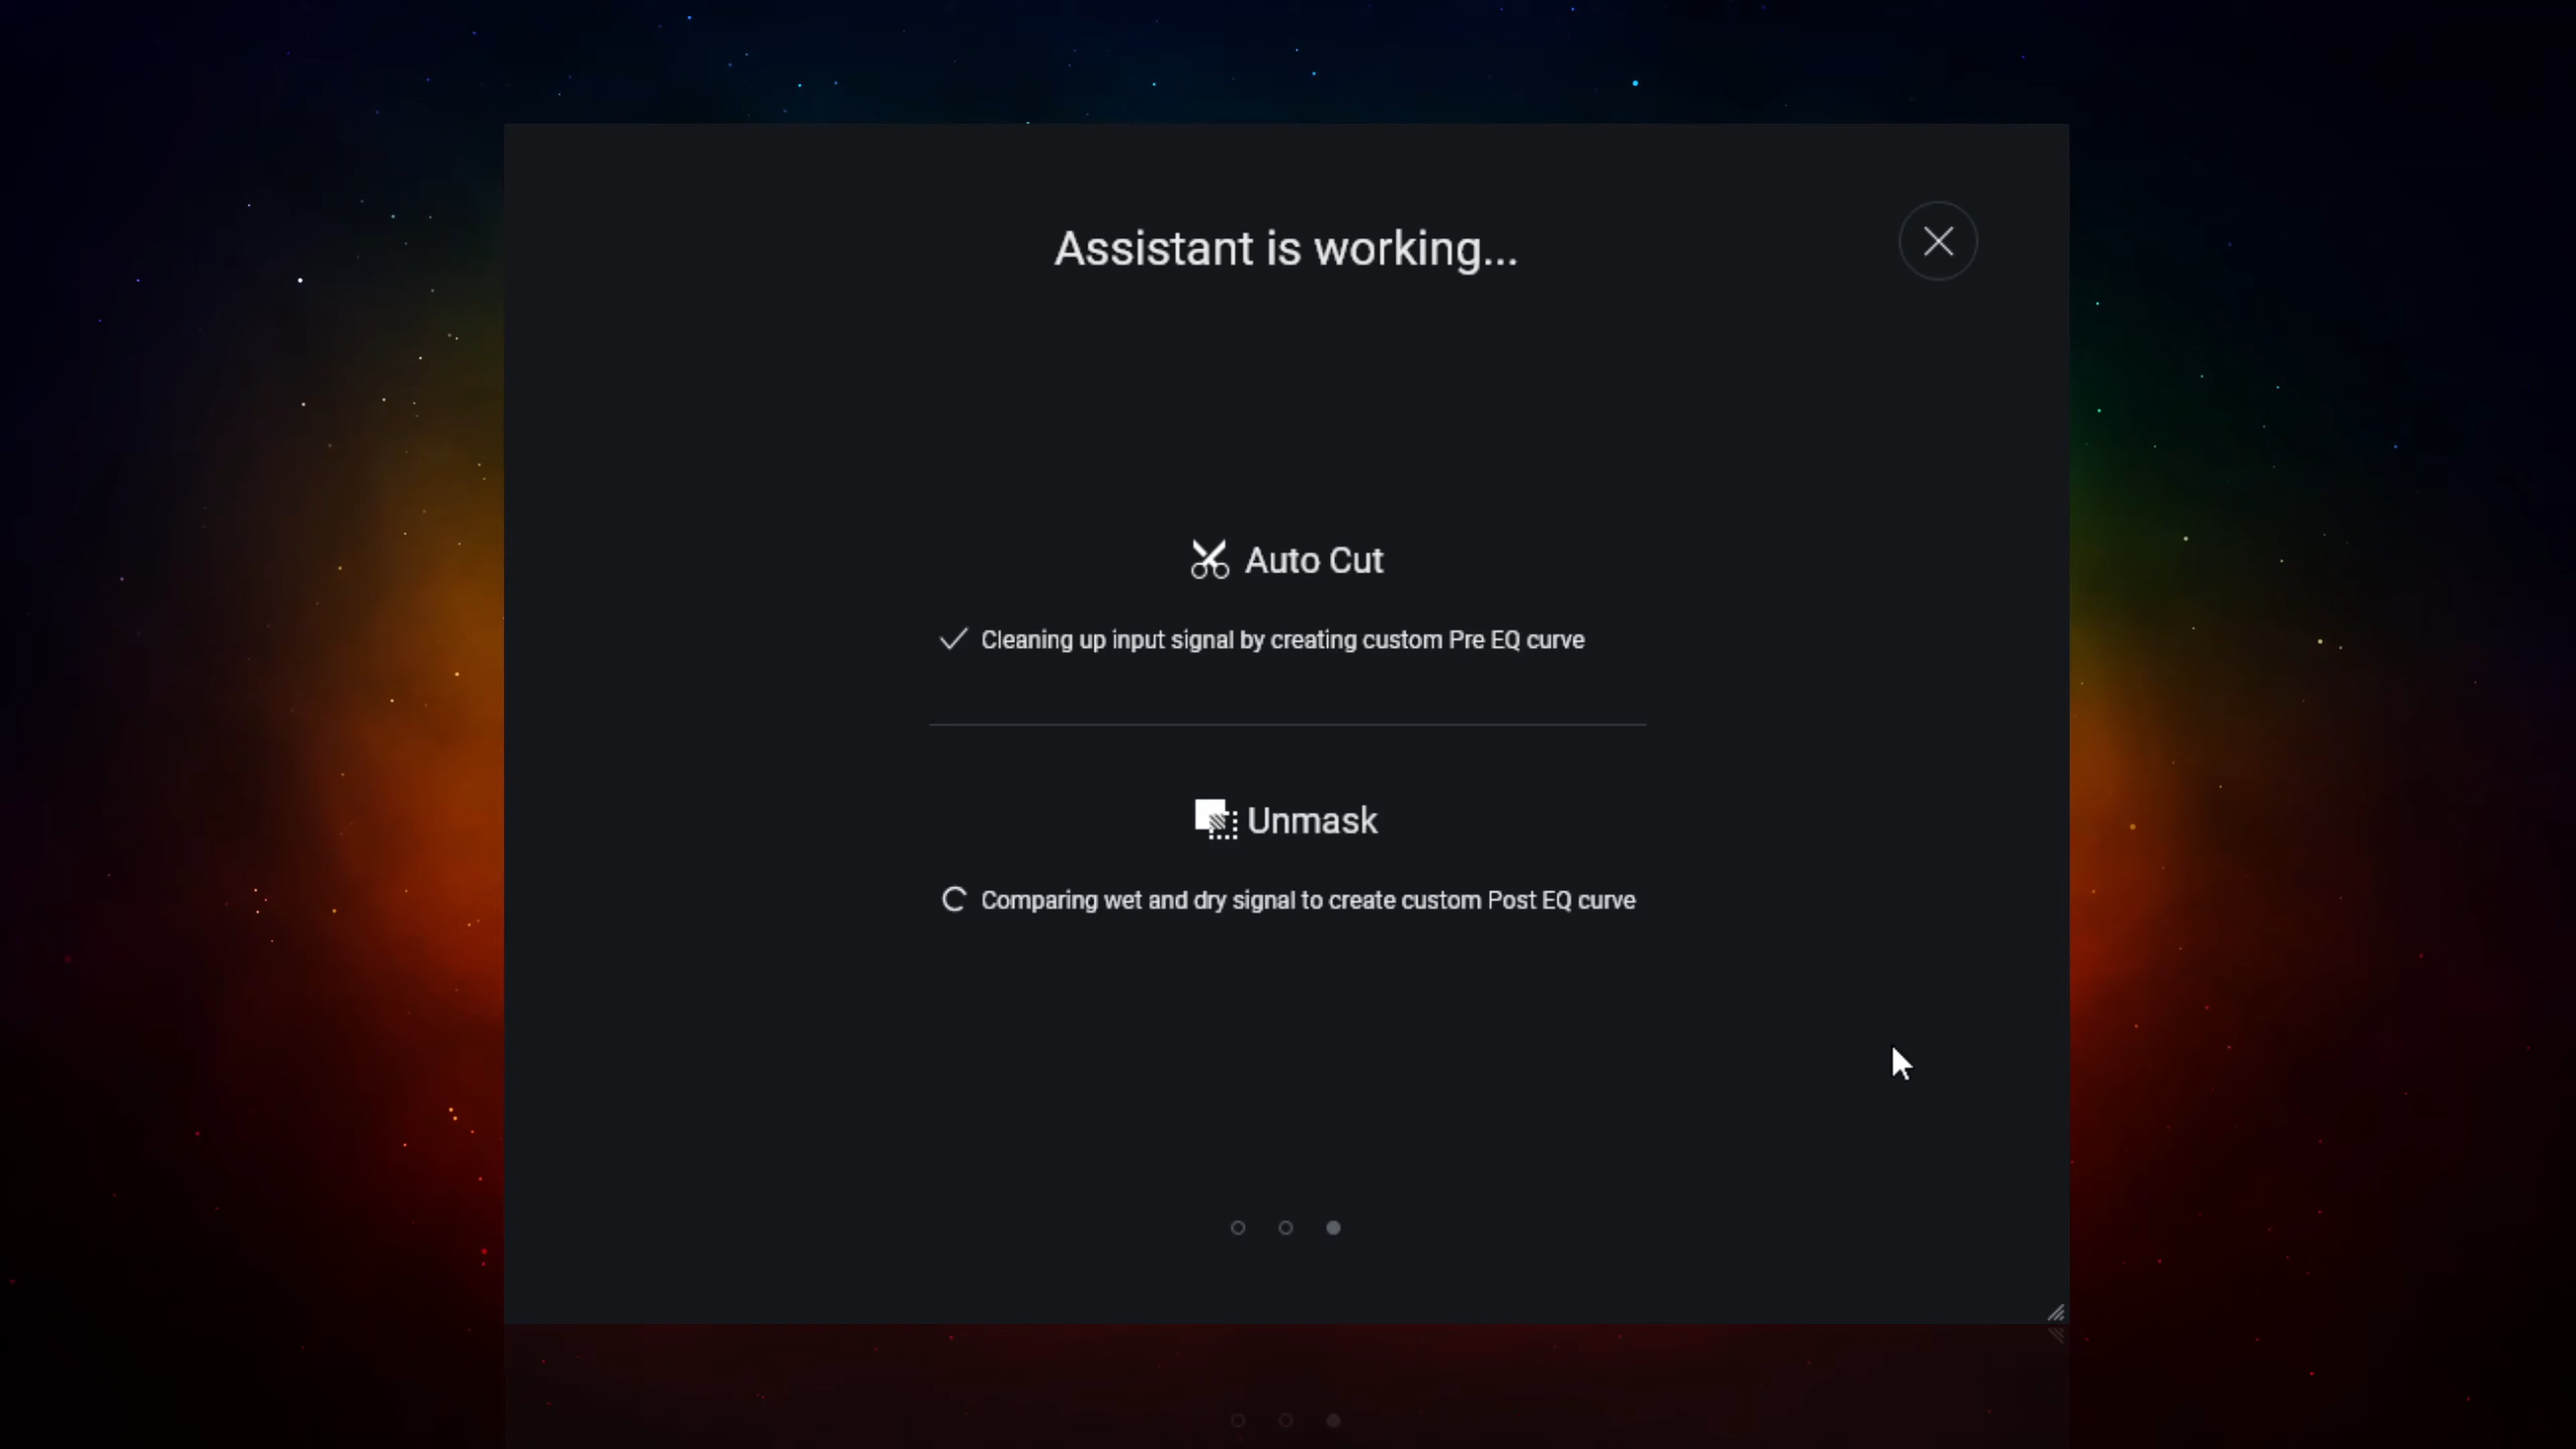 Assistant is working...
Auto Cut
Cleaning up input signal by creating custom Pre EQ curve
Unmask
Comparing wet and dry signal to create custom Post EQ curve